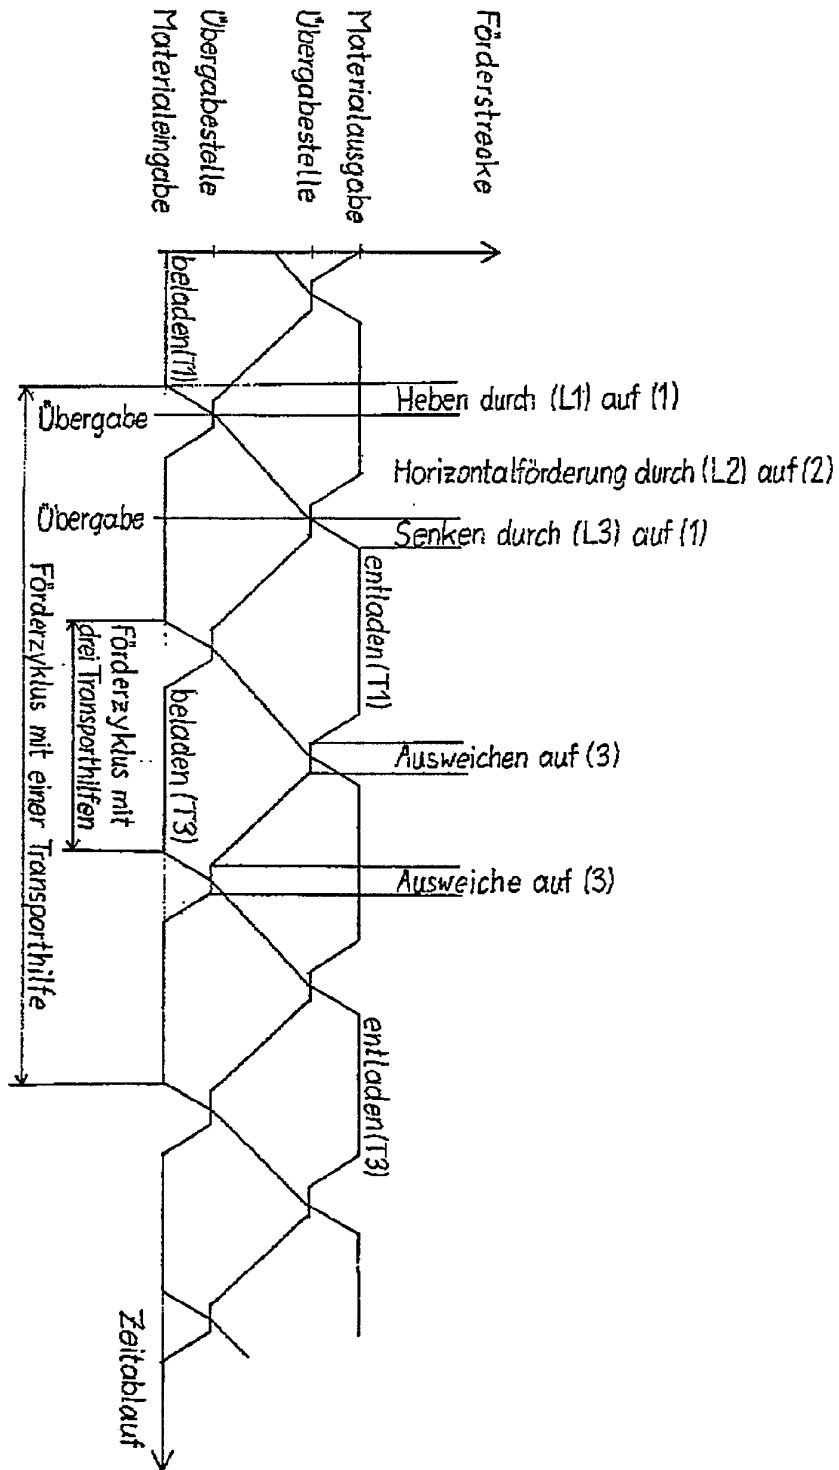 Förderstrecke
Materialausgabe
Übergabestelle
Übergabestelle
Materialeingabe
beladen (T1)
Heben durch (L1) auf (1)
Übergabe
Horizontalförderung durch (L2) auf (2)
Übergabe
Senken durch (L3) auf (1)
entladen (T1)
Förderzyklus mit
drei Transporthilfen
Förderzyklus mit einer Transporthilfe
beladen (T3)
Ausweichen auf (3)
Ausweiche auf (3)
entladen (T3)
Zeitablauf